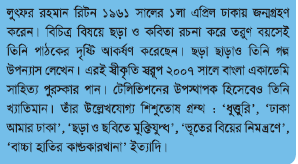 লুৎফর রহমান রিটন ১৯৬১ সালের ১লা এপ্রিল ঢাকায় জন্মগ্রহণ
করেন। বিচিত্র বিষয়ে ছড়া ও কবিতা রচনা করে তরুণ বয়সেই
তিনি পাঠকের দৃষ্টি আকর্ষণ করেছেন। ছড়া ছাড়াও তিনি গল্প
উপন্যাস লেখেন। এরই স্বীকৃতি স্বরূপ ২০০৭ সালে বাংলা একাডেমি
সাহিত্য পুরস্কার পান। টেলিভিশনের উপস্থাপক হিসেবেও তিনি
খ্যাতিমান। তাঁর উল্লেখযোগ্য শিশুতোষ গ্রন্থ : 'ধুত্তুরি', 'ঢাকা
আমার ঢাকা', 'ছড়া ও ছবিতে মুক্তিযুদ্ধ', 'ভূতের বিয়ের নিমন্ত্রণে',
'বাচ্চা হাতির কান্ডকারখানা' ইত্যাদি।